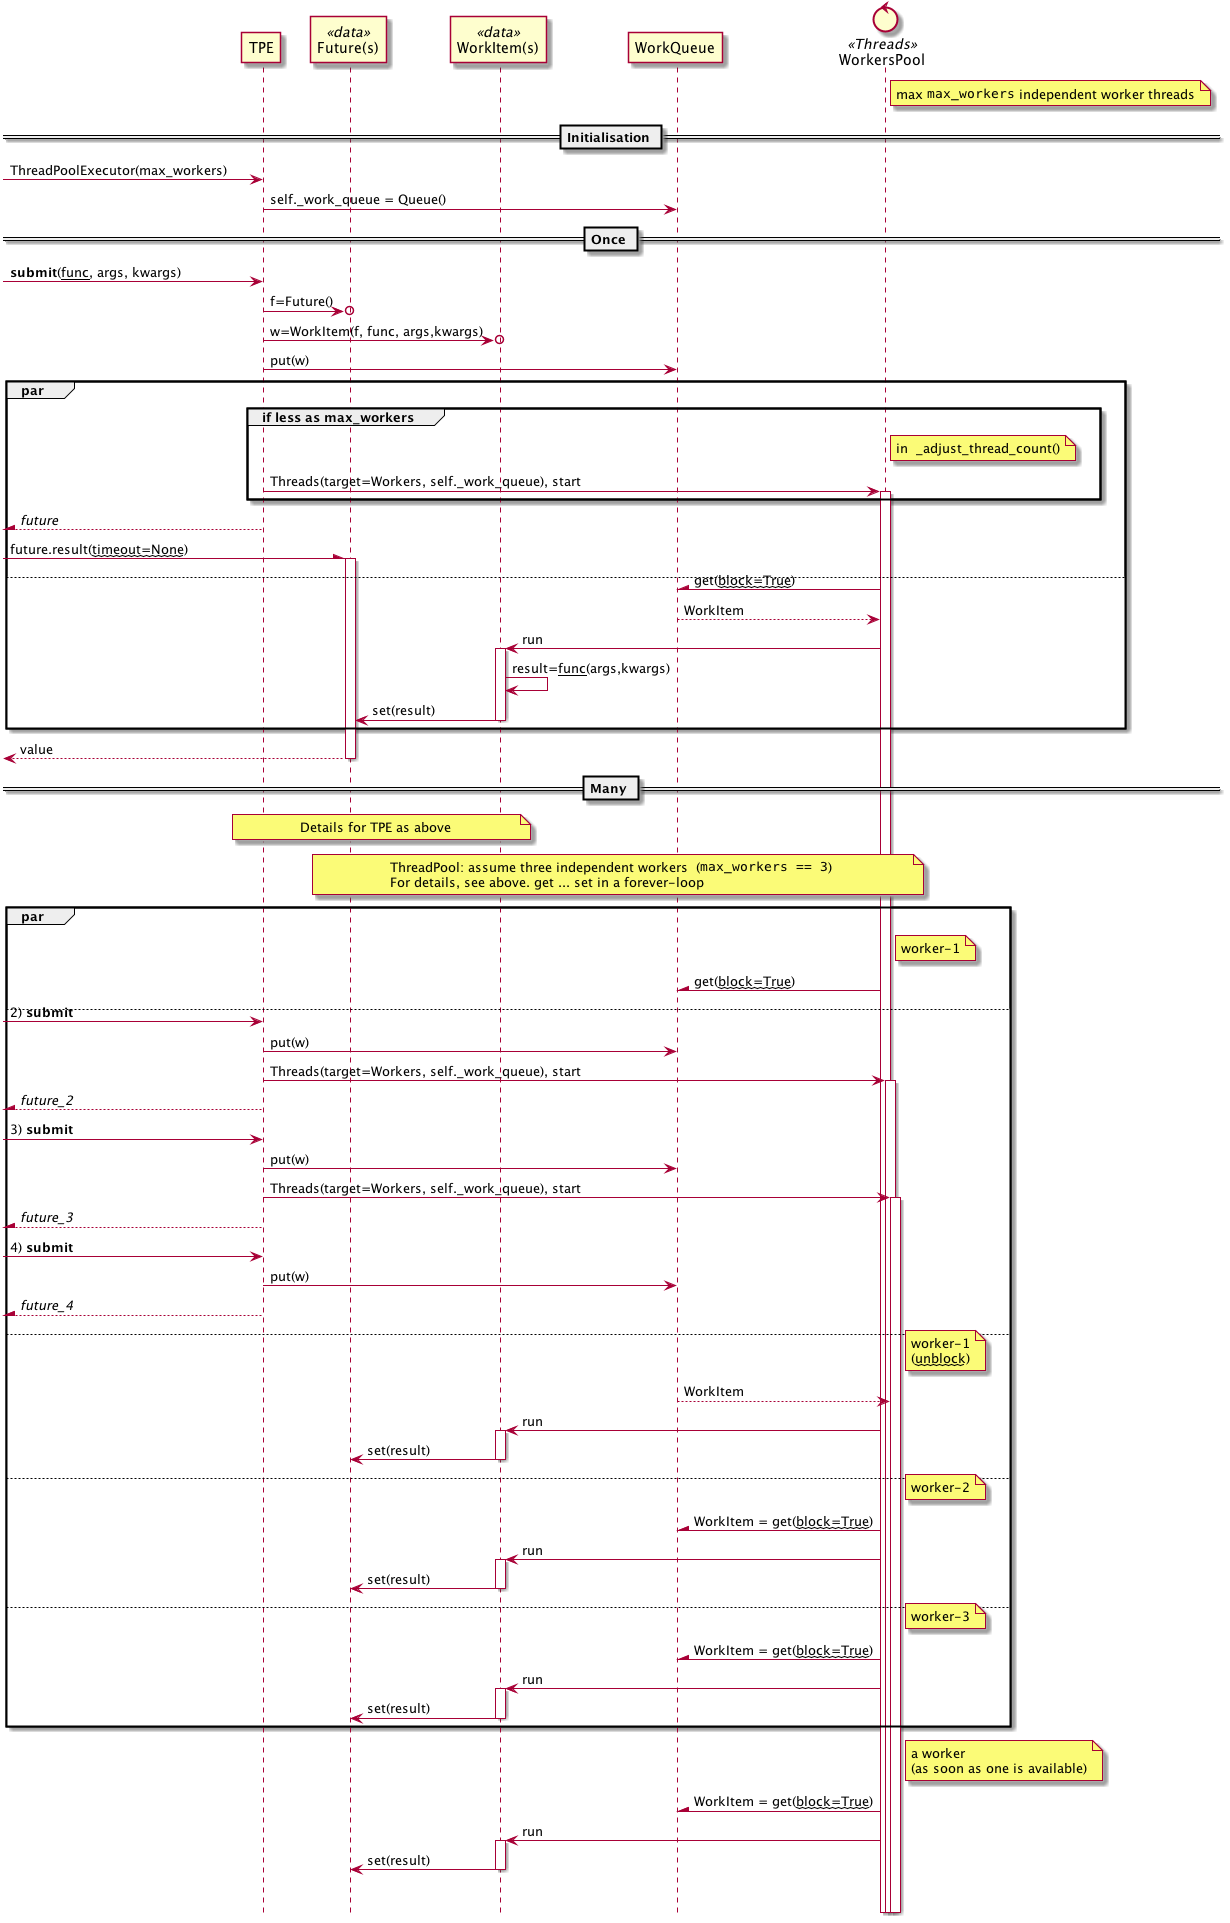 TPE
«data»
Future(s)
«data»
WorkItem(s)
WorkQueue
«Threads»
WorkersPool
max max_workers independent worker threads
Initialisation
ThreadPoolExecutor(max_workers)
self._work_queue = Queue()
Once
submit(func, args, kwargs)
f=Future()
w=WorkItem(f, func, args,kwargs)
put(w)
par
if less as max_workers
in _adjust_thread_count()
Threads(target=Workers, self._work_queue), start
future
future.result(timeout=None)
get(block=True)
WorkItem
run
result=func(args,kwargs)
set(result)
value
Many
Details for TPE as above
ThreadPool: assume three independent workers (max_workers == 3)
For details, see above. get ... set in a forever-loop
par
worker-1
get(block=True)
2) submit
put(w)
Threads(target=Workers, self._work_queue), start
future_2
3) submit
put(w)
Threads(target=Workers, self._work_queue), start
future_3
4) submit
put(w)
future_4
worker-1
(unblock)
WorkItem
run
set(result)
worker-2
WorkItem = get(block=True)
run
set(result)
worker-3
WorkItem = get(block=True)
run
set(result)
a worker
(as soon as one is available)
WorkItem = get(block=True)
run
set(result)